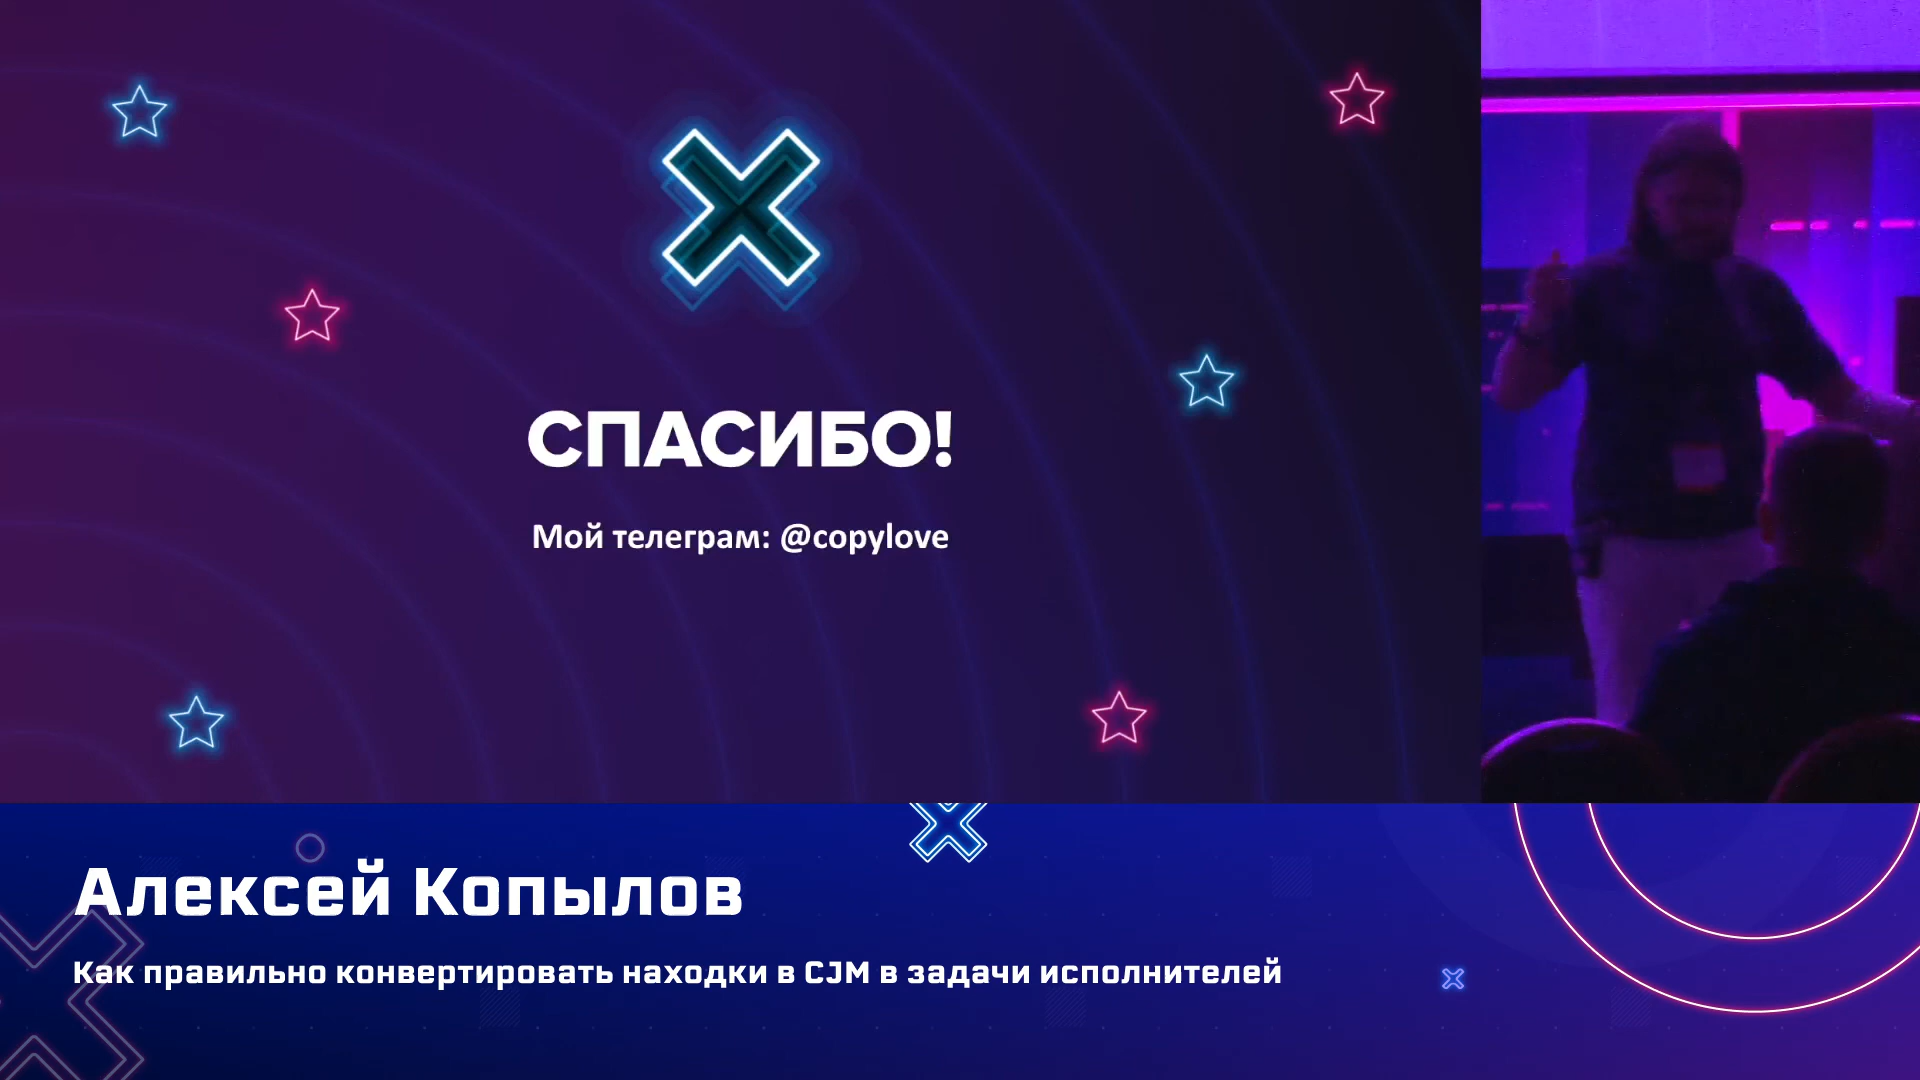 СПАСИБО!
Мой телеграм: @copylove
Алексей Копылов
Как правильно конвертировать находки в CJM в задачи исполнителей